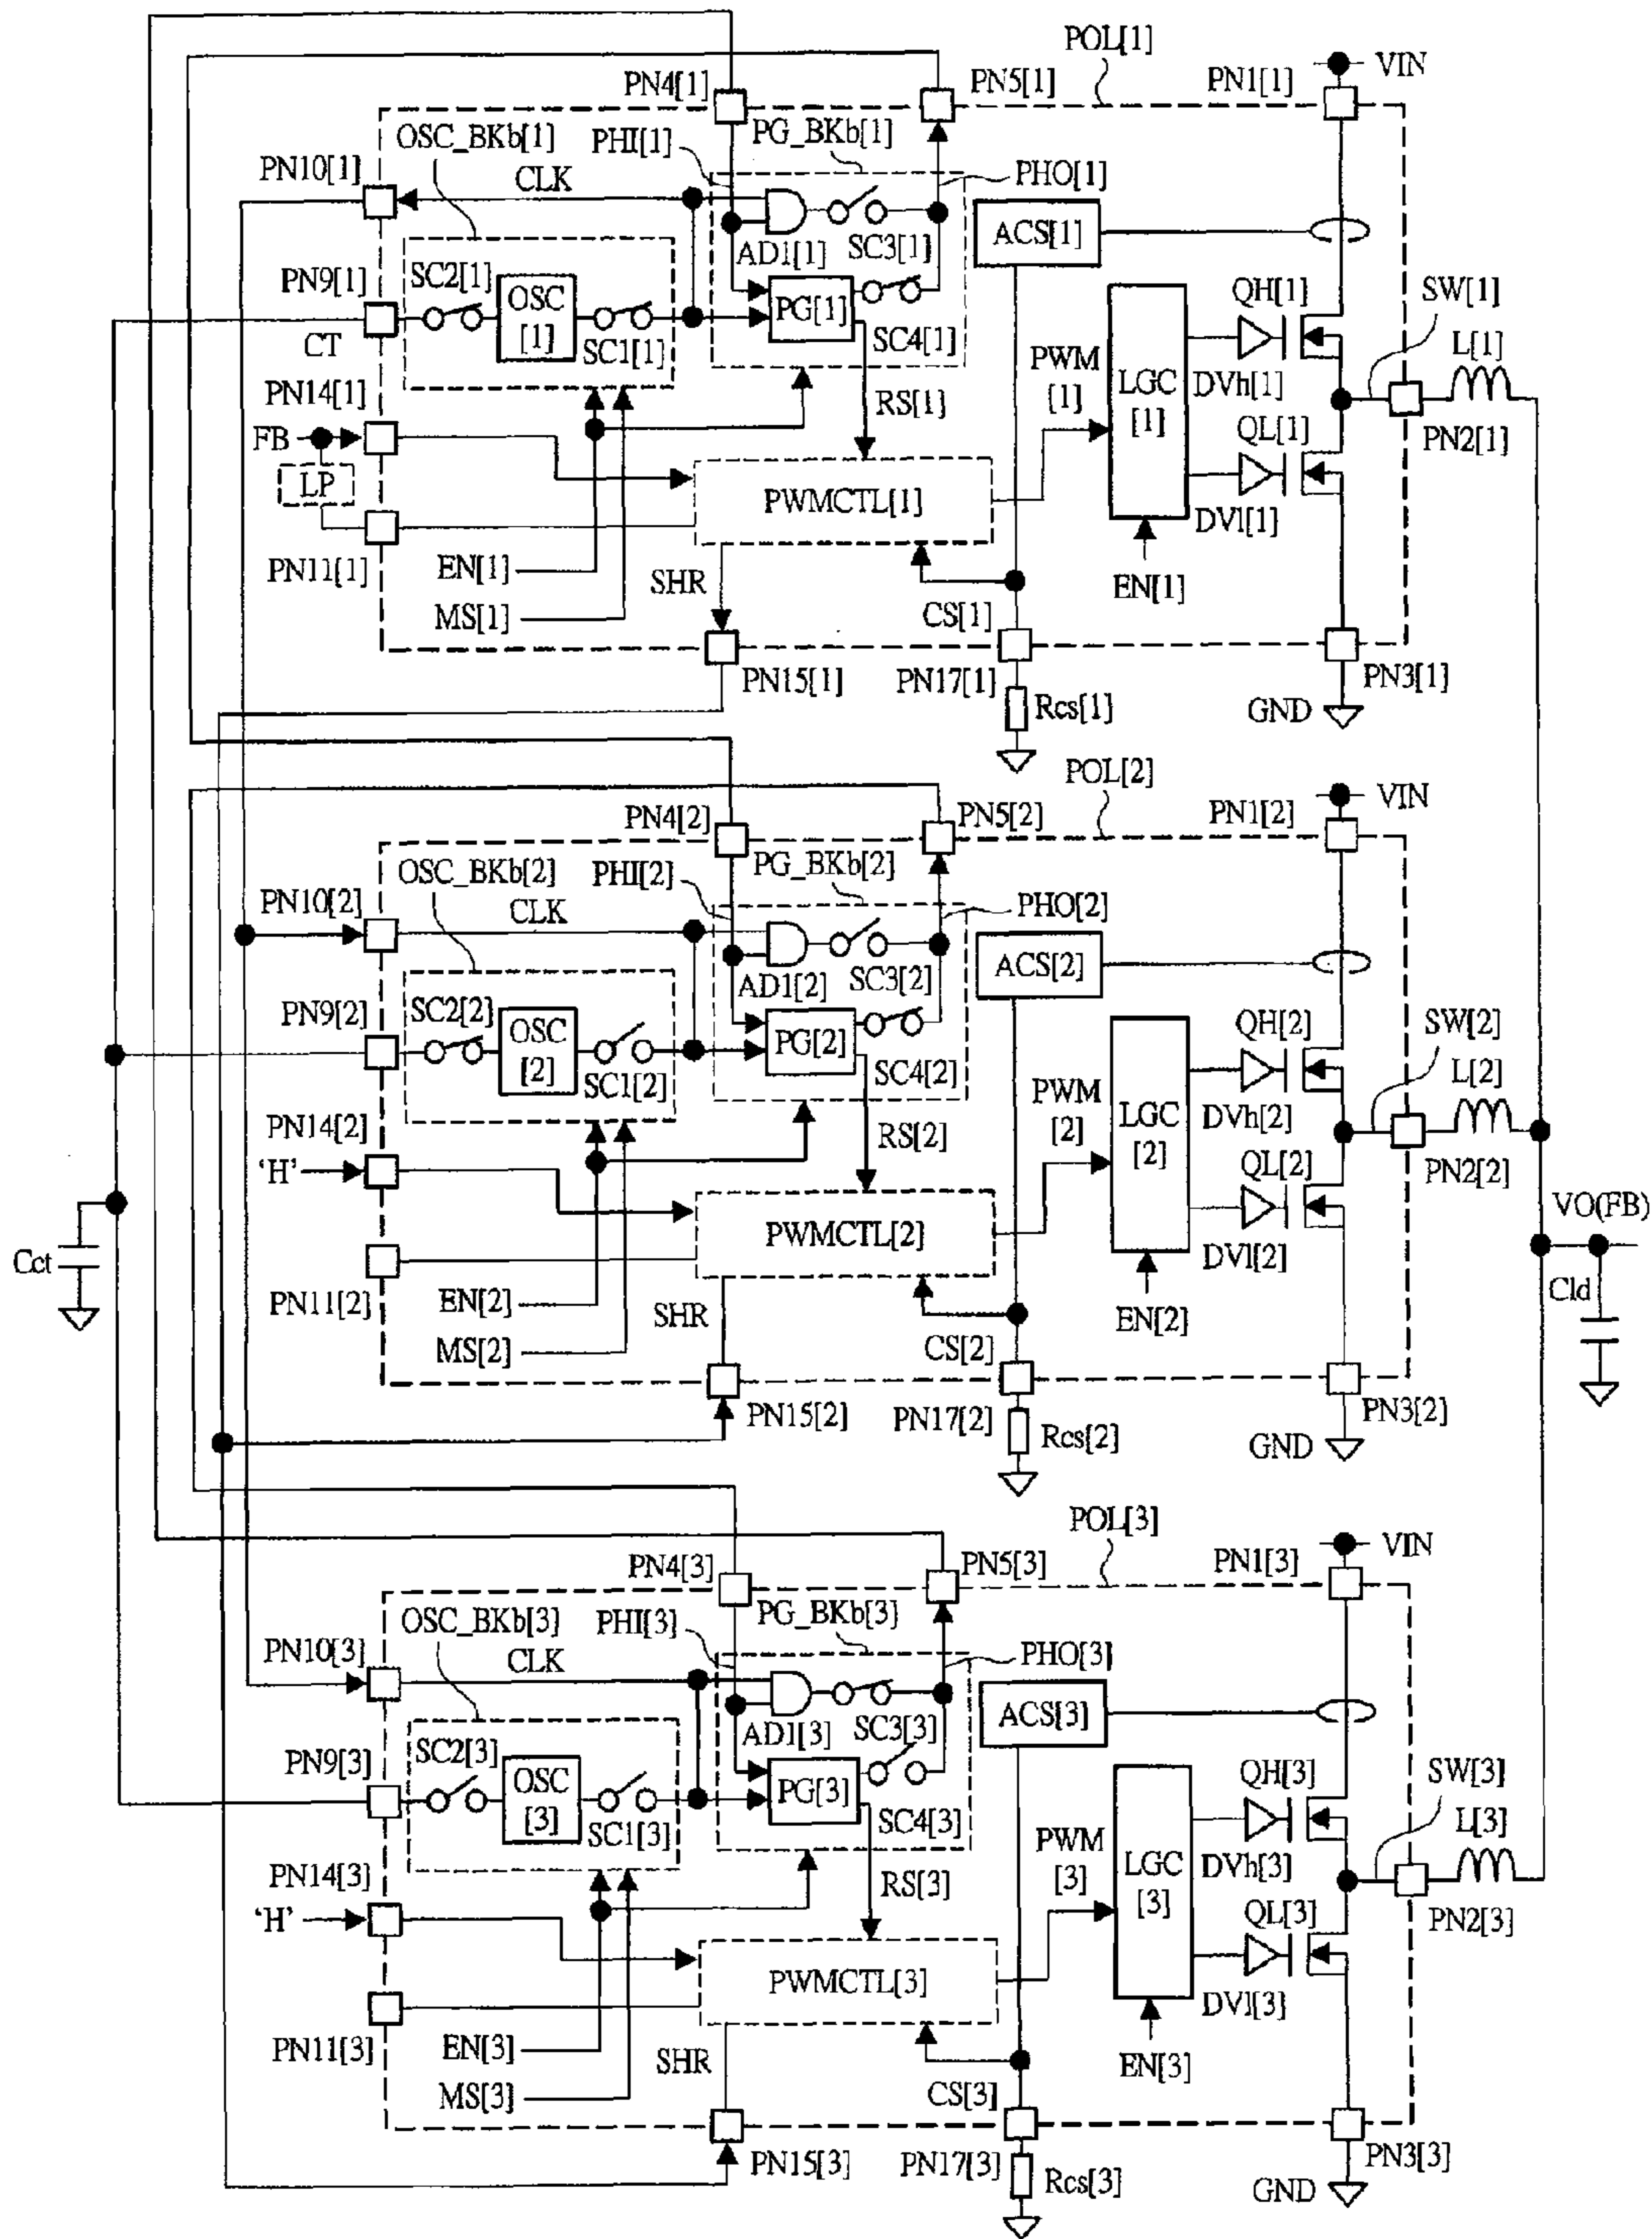 POL[1]
PN4[1]
PN5[1]
PN1[1]
VIN
OSC_BKb[1]
PHI[1]
PG_BKb[1]
PN10[1]
CLK
PHO[1]
ACS[1]
SC3[1]
AD1[1]
PN9[1]
SC2[1]
OSC
[1]
PG[1]
QH[1]
SW[1]
CT
SC1[1]
SC4[1]
L[1]
PN14[1]
RS[1]
PWM
[1]
LGC
[1]
DVh[1]
FB
QL[1]
PN2[1]
LP
PWMCTL[1]
DVl[1]
PN11[1]
EN[1]
SHR
EN[1]
MS[1]
CS[1]
PN15[1]
PN17[1]
PN3[1]
Rcs[1]
GND
POL[2]
PN4[2]
PN5[2]
PN1[2]
VIN
OSC_BKb[2]
PHI[2]
PG_BKb[2]
PN10[2]
CLK
PHO[2]
ACS[2]
SC3[2]
AD1[2]
PN9[2]
SC2[2]
OSC
[2]
PG[2]
QH[2]
SW[2]
SC1[2]
SC4[2]
L[2]
PN14[2]
RS[2]
PWM
[2]
LGC
[2]
DVh[2]
‘H’
QL[2]
PN2[2]
VO(FB)
PWMCTL[2]
Cct
DVl[2]
Cld
PN11[2]
EN[2]
SHR
EN[2]
MS[2]
CS[2]
PN15[2]
PN17[2]
PN3[2]
Rcs[2]
GND
POL[3]
PN4[3]
PN5[3]
PN1[3]
VIN
OSC_BKb[3]
PHI[3]
PG_BKb[3]
PN10[3]
CLK
PHO[3]
ACS[3]
SC3[3]
AD1[3]
PN9[3]
SC2[3]
OSC
[3]
PG[3]
QH[3]
SW[3]
SC1[3]
SC4[3]
L[3]
PN14[3]
RS[3]
PWM
[3]
LGC
[3]
DVh[3]
‘H’
QL[3]
PN2[3]
PWMCTL[3]
DVl[3]
PN11[3]
EN[3]
SHR
EN[3]
MS[3]
CS[3]
PN15[3]
PN17[3]
PN3[3]
Rcs[3]
GND